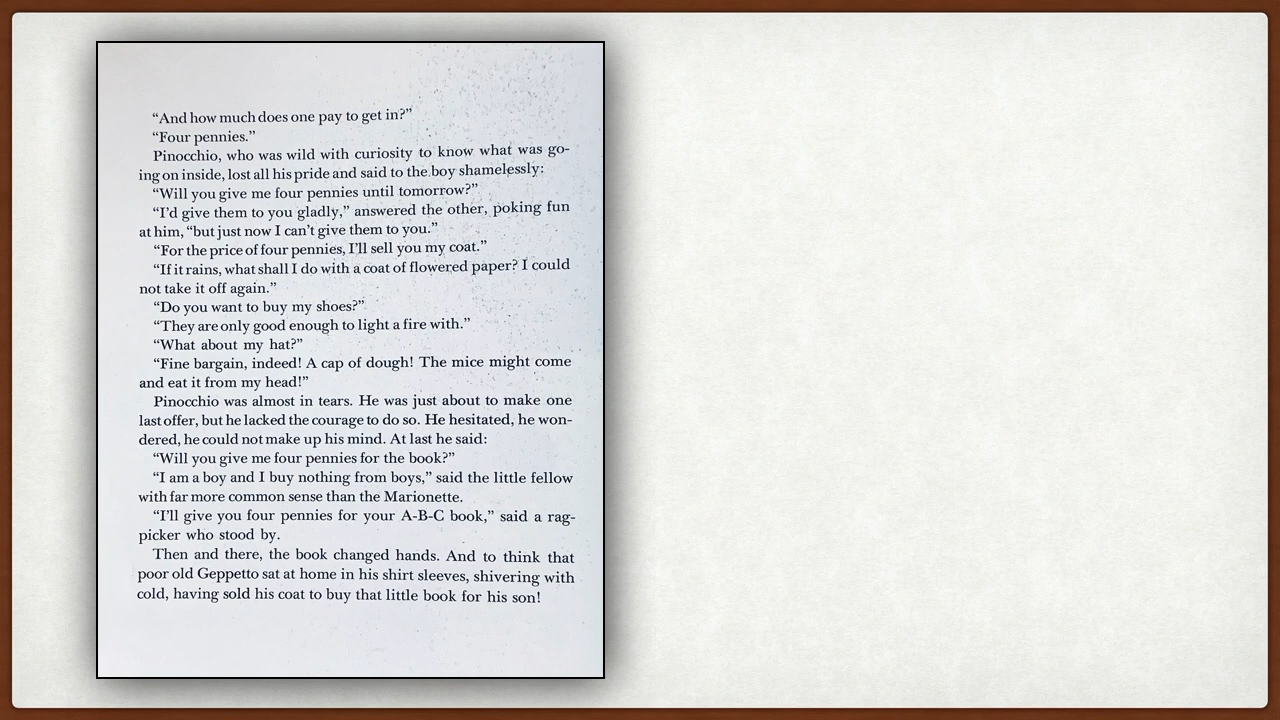 “And how much does one pay to get in?”
“Four pennies.”
Pinocchio, who was wild with curiosity to know what was go-
ing on inside, lost all his pride and said to the boy shamelessly:
“Will you give me four pennies until tomorrow?”
“I’d give them to you gladly,” answered the other, poking fun
at him, “but just now I can’t give them to you.”
“For the price of four pennies, I’ll sell you my coat.”
“If it rains, what shall I do with a coat of flowered paper? I could
not take it off again.”
“Do you want to buy my shoes?”
“They are only good enough to light a fire with.”
“What about my hat?”
“Fine bargain, indeed! A cap of dough! The mice might come
and eat it from my head!”
Pinocchio was almost in tears. He was just about to make one
last offer, but he lacked the courage to do so. He hesitated, he won-
dered, he could not make up his mind. At last he said:
“Will you give me four pennies for the book?”
“I am a boy and I buy nothing from boys,” said the little fellow
with far more common sense than the Marionette.
“I’ll give you four pennies for your A-B-C book,” said a rag-
picker who stood by.
Then and there, the book changed hands. And to think that
poor old Geppetto sat at home in his shirt sleeves, shivering with
cold, having sold his coat to buy that little book for his son!